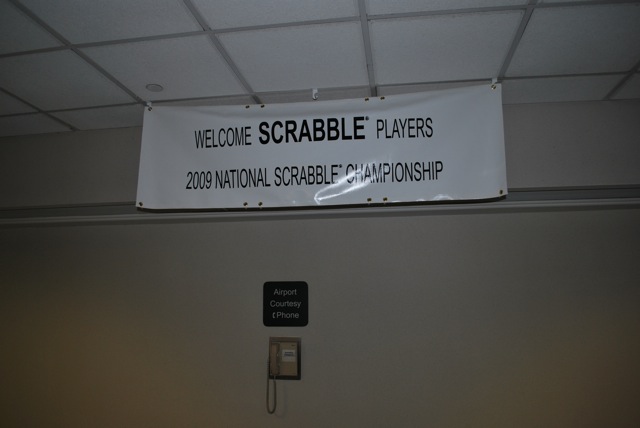 WELCOME SCRABBLE® PLAYERS
2009 NATIONAL SCRABBLE® CHAMPIONSHIP
Airport
Courtesy
Phone